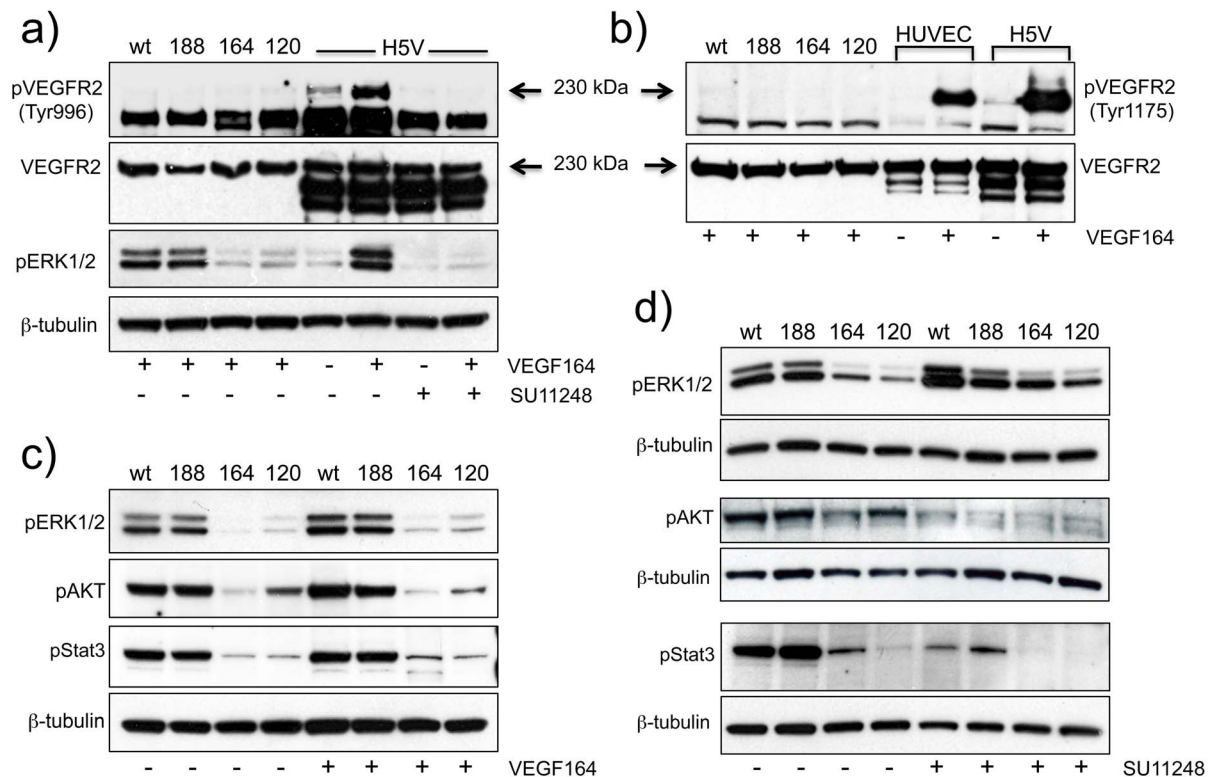 a)
wt 188 164 120 H5V
pVEGFR2
(Tyr996)
VEGFR2
pERK1/2
β-tubulin
+ + + + - + - + VEGF164
- - - - - - + + SU11248
230 kDa
230 kDa
b)
wt 188 164 120 HUVEC H5V
pVEGFR2
(Tyr1175)
VEGFR2
+ + + + - + - + VEGF164
c)
wt 188 164 120 wt 188 164 120
pERK1/2
pAKT
pStat3
β-tubulin
- - - - + + + + VEGF164
d)
wt 188 164 120 wt 188 164 120
pERK1/2
β-tubulin
pAKT
β-tubulin
pStat3
β-tubulin
- - - - + + + + SU11248